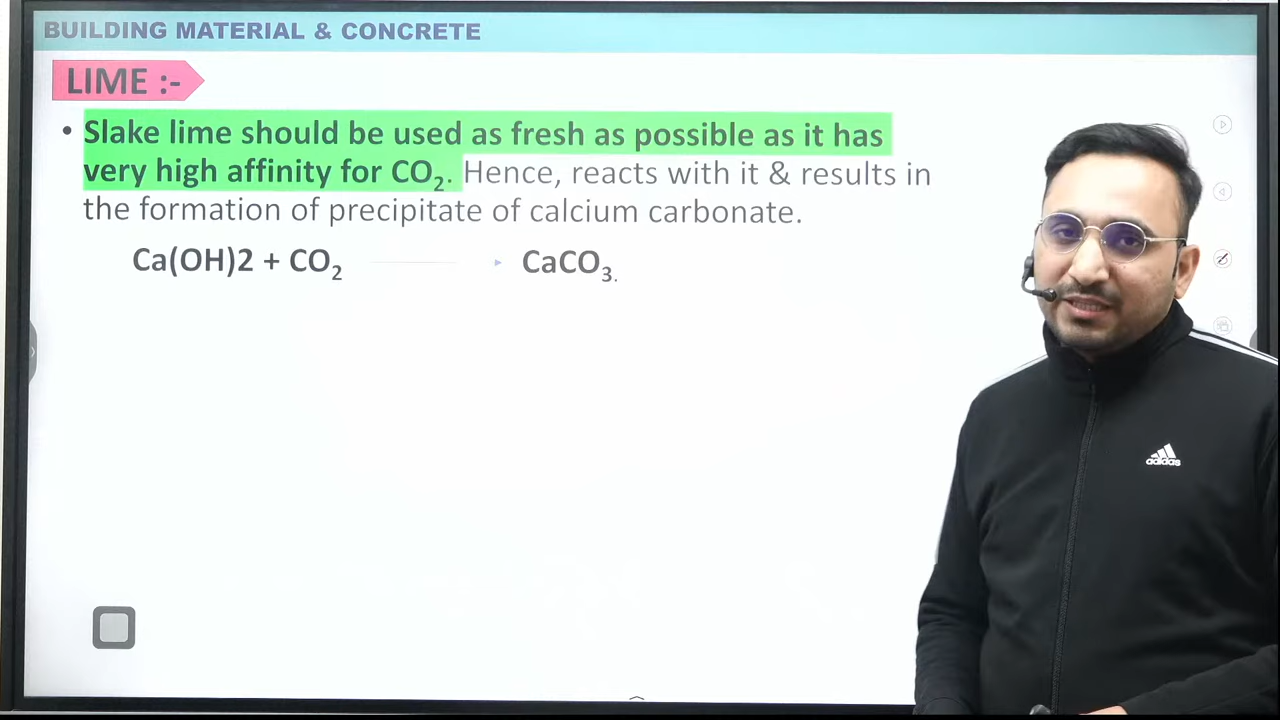 BUILDING MATERIAL & CONCRETE
LIME :-
• Slake lime should be used as fresh as possible as it has
very high affinity for CO₂. Hence, reacts with it & results in
the formation of precipitate of calcium carbonate.
Ca(OH)2 + CO₂ ▸ CaCO₃.
adidas